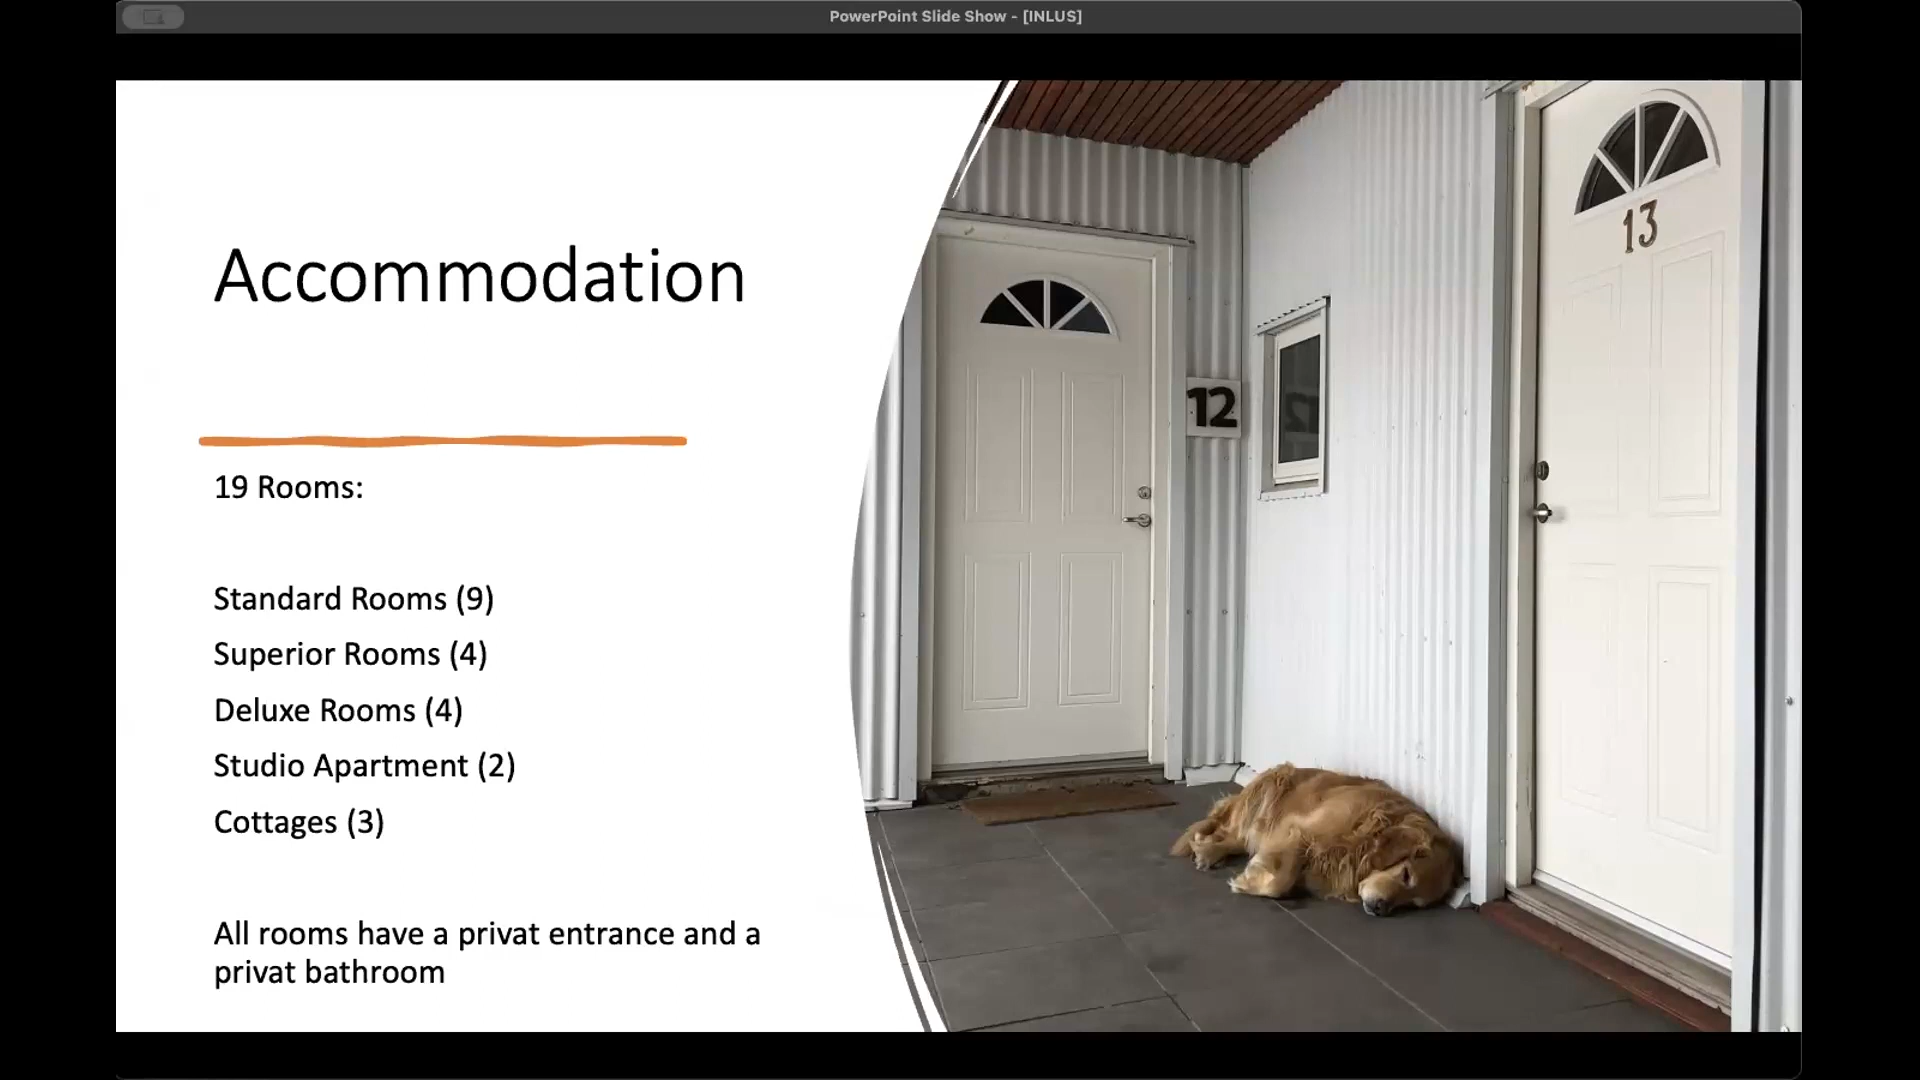 PowerPoint Slide Show - [INLUS]
Accommodation
19 Rooms:
Standard Rooms (9)
Superior Rooms (4)
Deluxe Rooms (4)
Studio Apartment (2)
Cottages (3)
All rooms have a privat entrance and a
privat bathroom
12
13